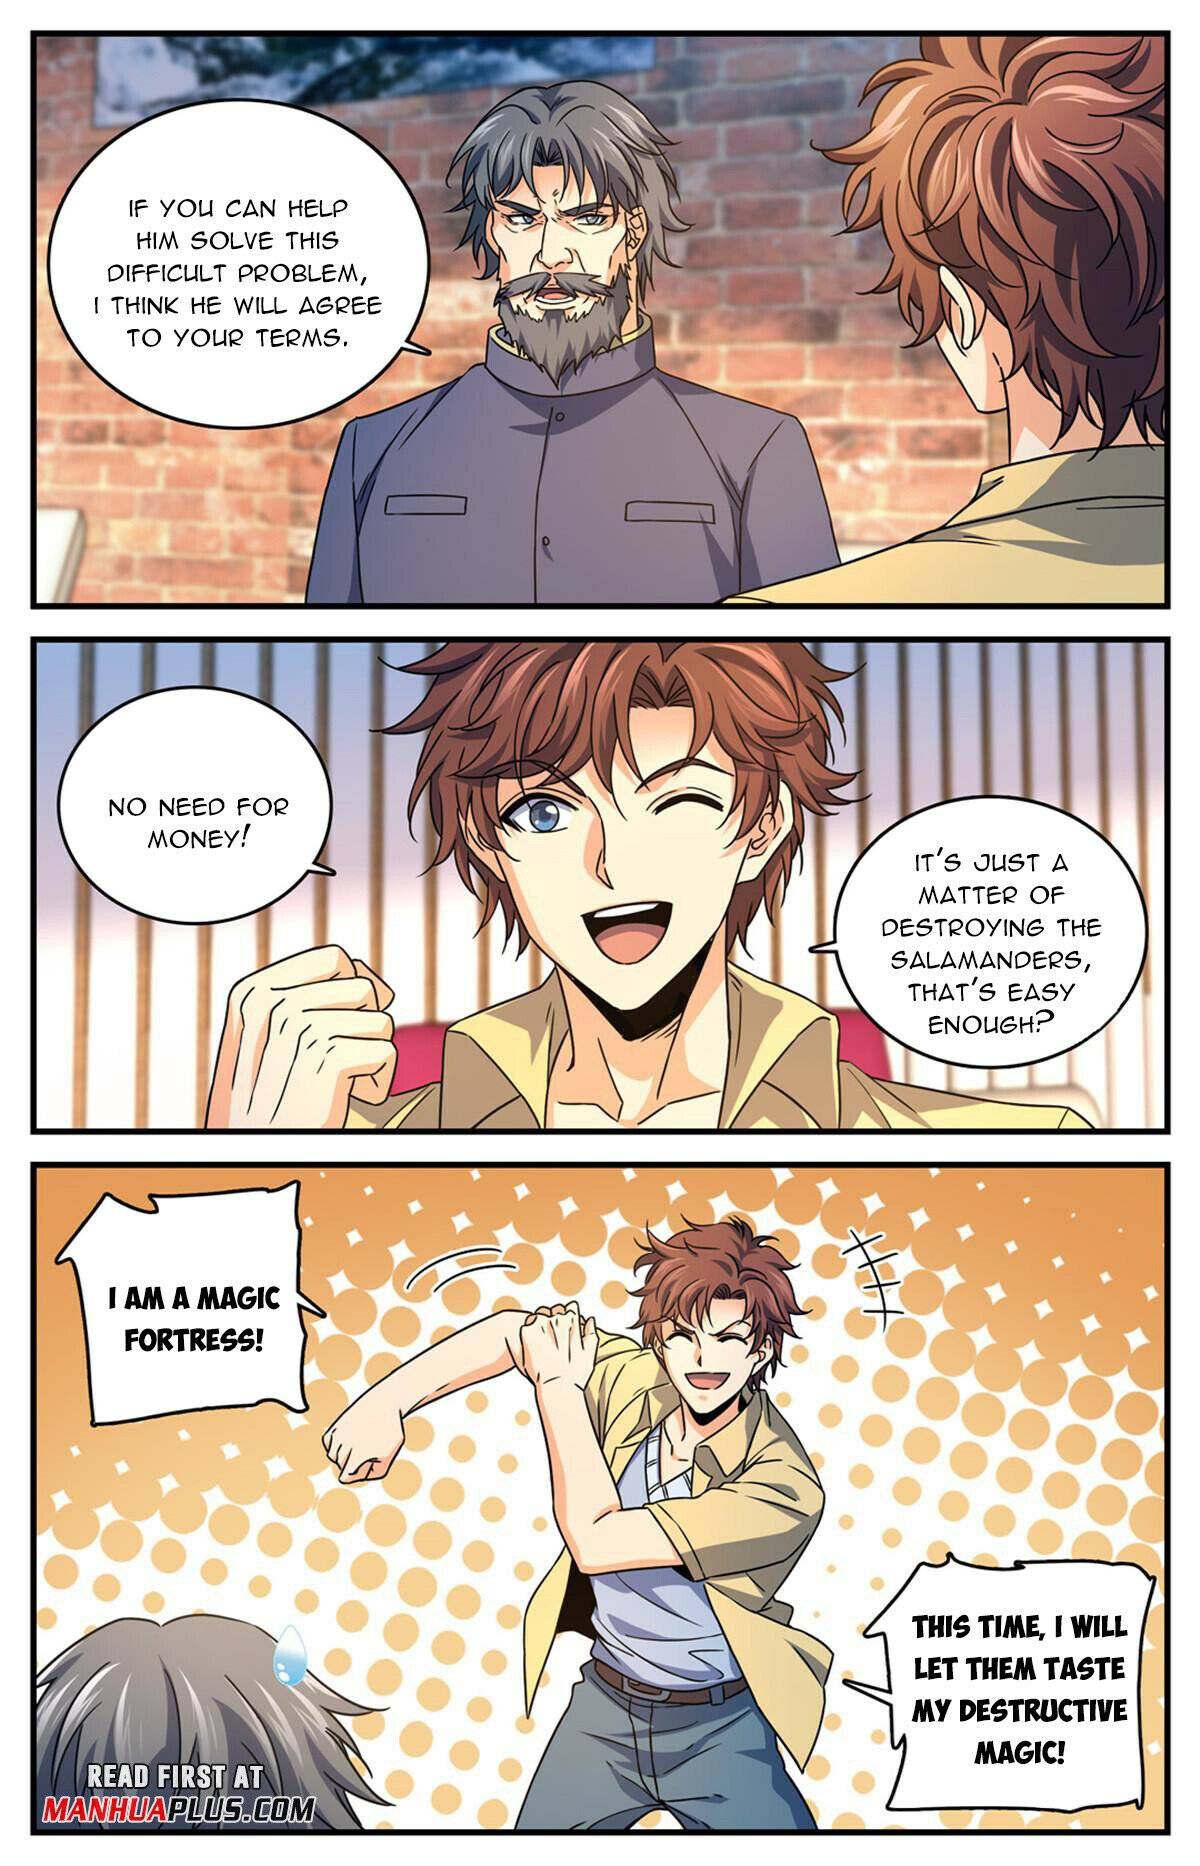 IF YOU CAN HELP
HIM SOLVE THIS
DIFFICULT PROBLEM,
I THINK HE WILL AGREE
TO YOUR TERMS.
NO NEED FOR
MONEY!
IT'S JUST A
MATTER OF
DESTROYING THE
SALAMANDERS,
THAT'S EASY
ENOUGH?
I AM A MAGIC
FORTRESS!
THIS TIME, I WILL
LET THEM TASTE
MY DESTRUCTIVE
MAGIC!
READ FIRST AT
MANHUAPLUS.COM